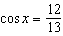 cos x = 12/13